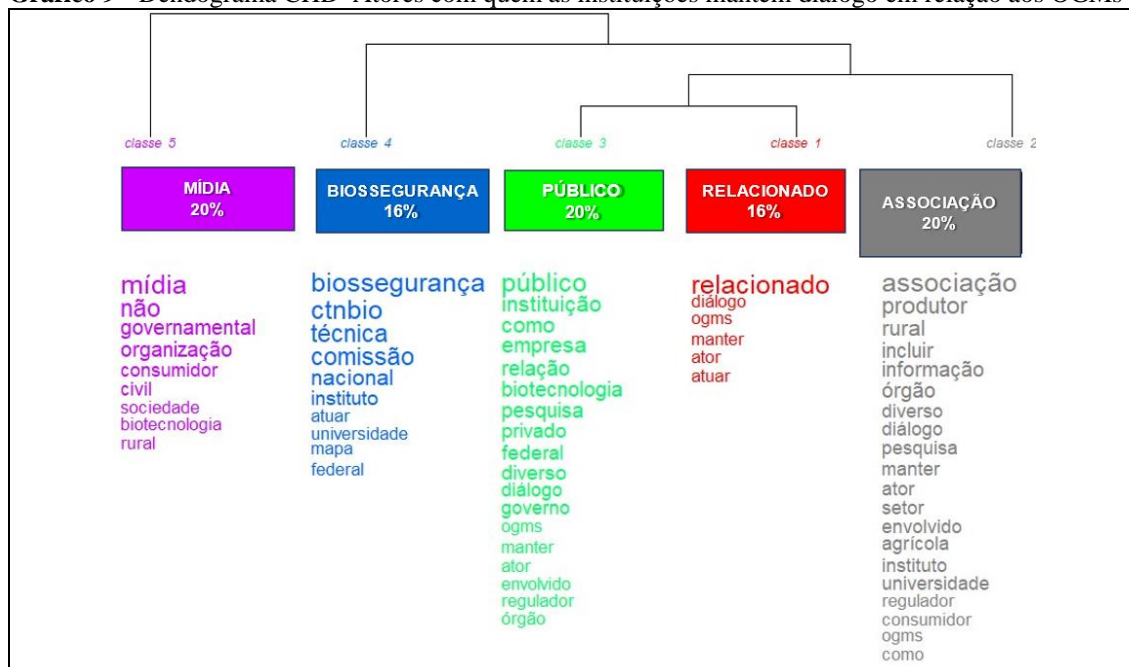 Gráfico 9 - Dendograma CHD- Atores com quem as instituições mantêm diálogo em relação aos OGMs
classe 5
classe 4
classe 3
classe 1
classe 2
MÍDIA
20%
BIOSSEGURANÇA
16%
PÚBLICO
20%
RELACIONADO
16%
ASSOCIAÇÃO
20%
mídia
não
governamental
organização
consumidor
civil
sociedade
biotecnologia
rural
biossegurança
ctnbio
técnica
comissão
nacional
instituto
atuar
universidade
mapa
federal
público
instituição
como
empresa
relação
biotecnologia
pesquisa
privado
federal
diverso
diálogo
governo
ogms
manter
ator
envolvido
regulador
órgão
relacionado
diálogo
ogms
manter
ator
atuar
associação
produtor
rural
incluir
informação
órgão
diverso
diálogo
pesquisa
manter
ator
setor
envolvido
agrícola
instituto
universidade
regulador
consumidor
ogms
como